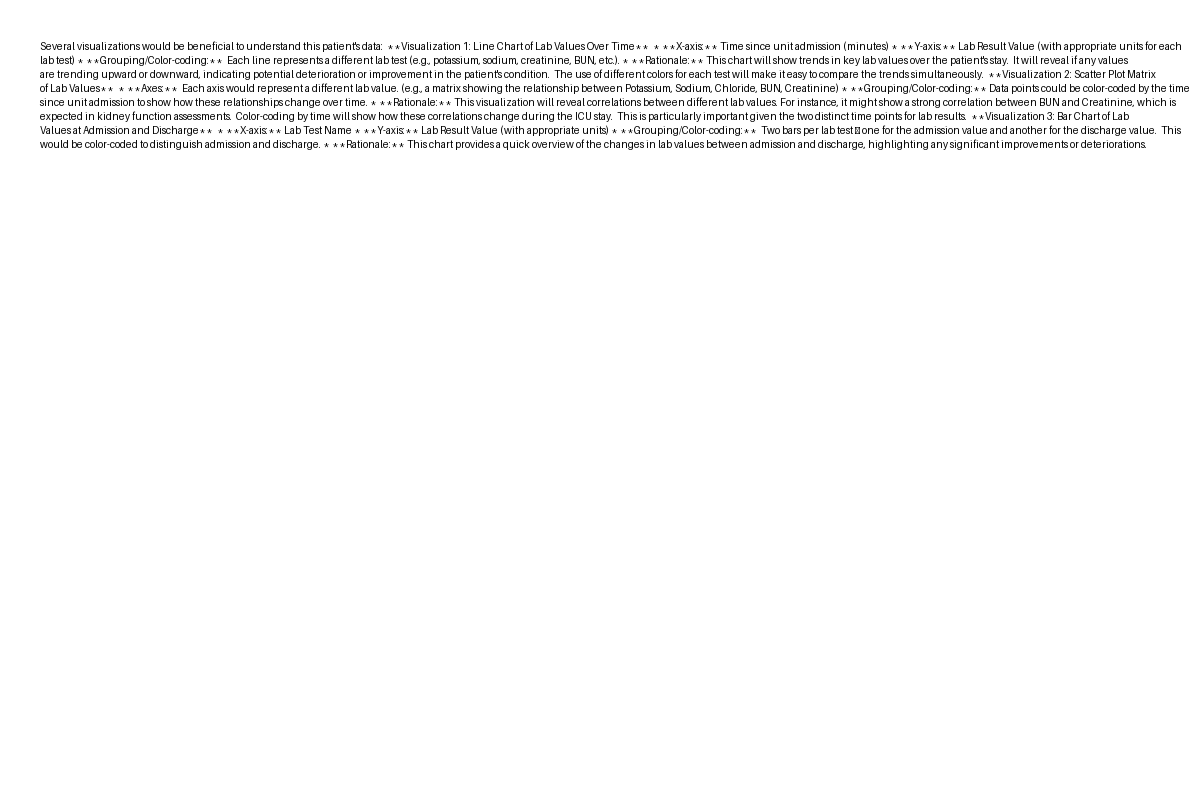 Several visualizations would be beneficial to understand this patient's data:  **Visualization 1: Line Chart of Lab Values Over Time**  * **X-axis:** Time since unit admission (minutes) * **Y-axis:** Lab Result Value (with appropriate units for each
lab test) * **Grouping/Color-coding:**  Each line represents a different lab test (e.g., potassium, sodium, creatinine, BUN, etc.). * **Rationale:** This chart will show trends in key lab values over the patient's stay.  It will reveal if any values
are trending upward or downward, indicating potential deterioration or improvement in the patient's condition.  The use of different colors for each test will make it easy to compare the trends simultaneously.  **Visualization 2: Scatter Plot Matrix
of Lab Values**  * **Axes:**  Each axis would represent a different lab value. (e.g., a matrix showing the relationship between Potassium, Sodium, Chloride, BUN, Creatinine) * **Grouping/Color-coding:** Data points could be color-coded by the time
since unit admission to show how these relationships change over time. * **Rationale:** This visualization will reveal correlations between different lab values. For instance, it might show a strong correlation between BUN and Creatinine, which is
expected in kidney function assessments.  Color-coding by time will show how these correlations change during the ICU stay.  This is particularly important given the two distinct time points for lab results.  **Visualization 3: Bar Chart of Lab
Values at Admission and Discharge**  * **X-axis:** Lab Test Name * **Y-axis:** Lab Result Value (with appropriate units) * **Grouping/Color-coding:**  Two bars per lab test□one for the admission value and another for the discharge value.  This
would be color-coded to distinguish admission and discharge. * **Rationale:** This chart provides a quick overview of the changes in lab values between admission and discharge, highlighting any significant improvements or deteriorations.